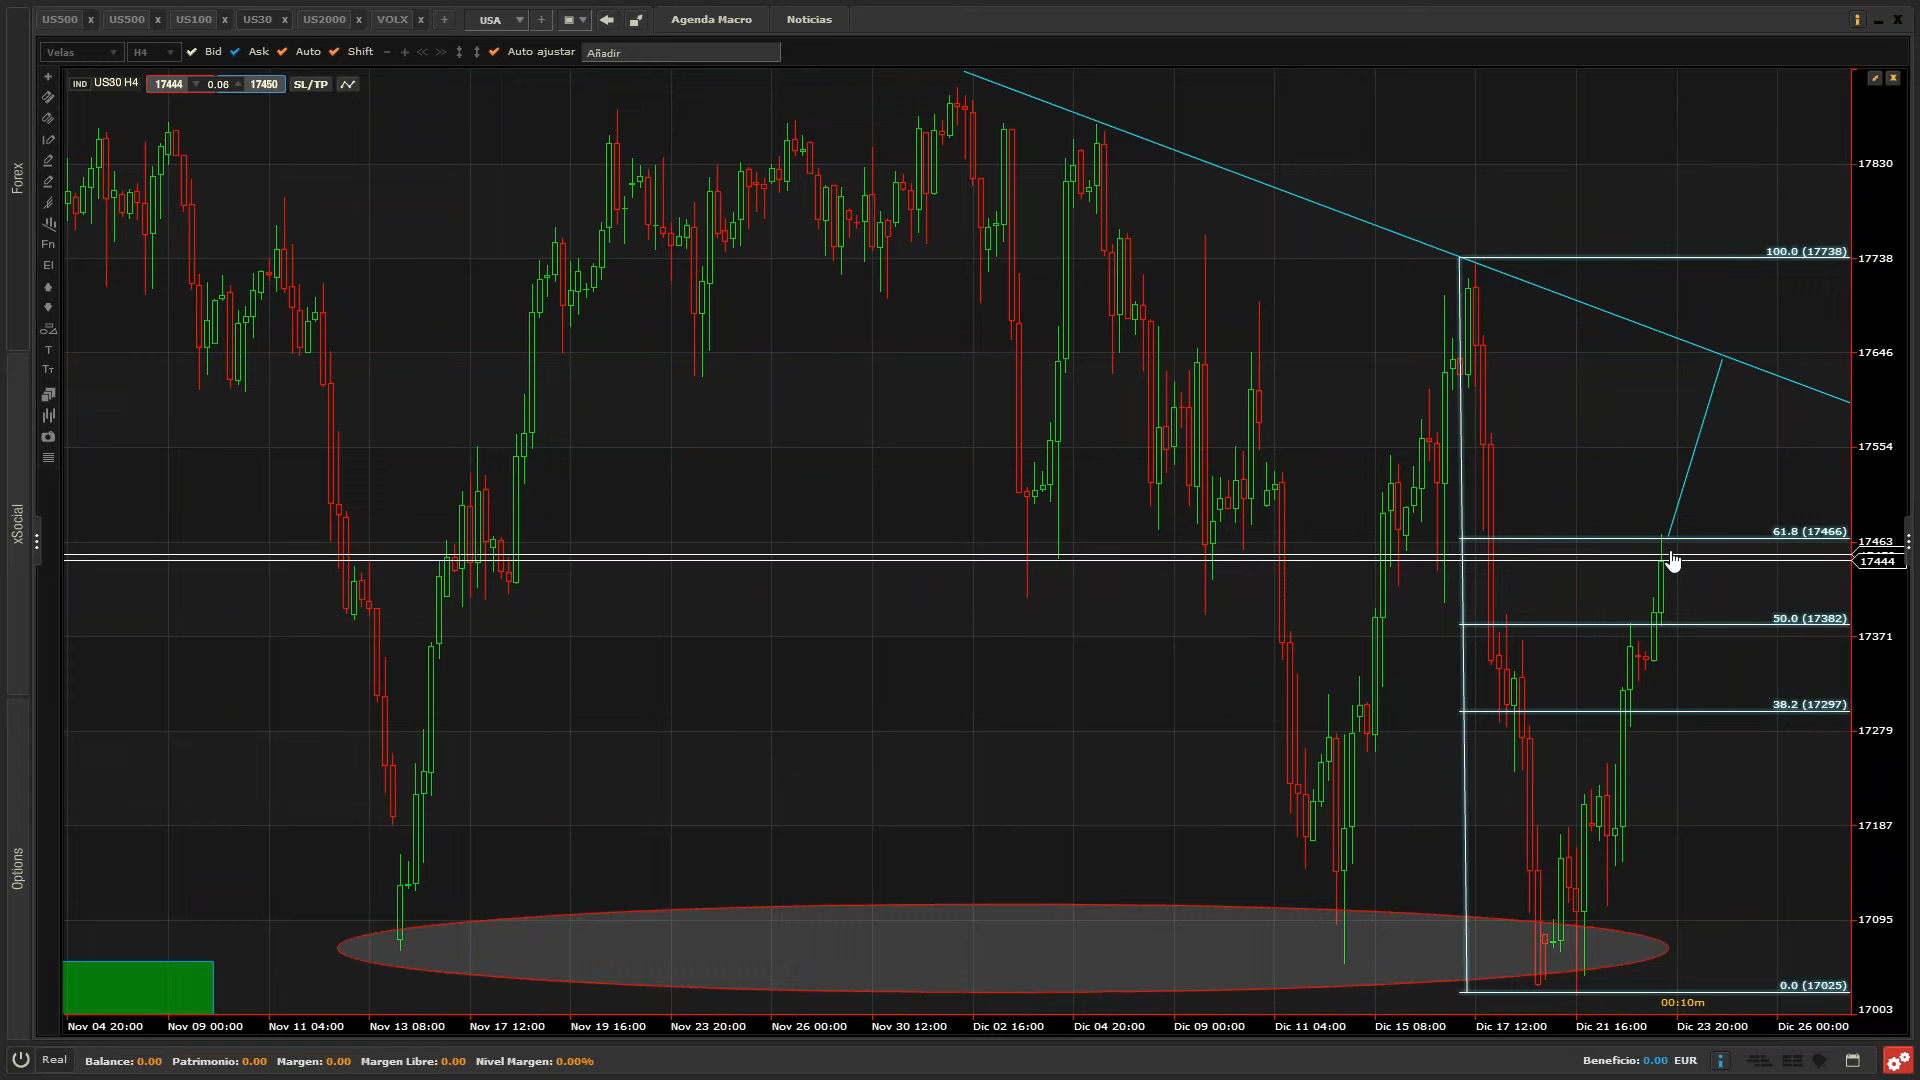 US500 x US500 x US100 x US30 x US2000 x VOLX x + USA + Agenda Macro Noticias
Velas H4 Bid Ask Auto Shift Auto ajustar Añadir
IND US30 H4 17444 0.06 17450 SL/TP
Forex
xSocial
Options
Fn
EI
T
TT
17830
100.0 (17738)
17738
17646
17554
61.8 (17466)
17463
17444
50.0 (17382)
17371
38.2 (17297)
17279
17187
17095
0.0 (17025)
00:10m
17003
Nov 04 20:00 Nov 09 00:00 Nov 11 04:00 Nov 13 08:00 Nov 17 12:00 Nov 19 16:00 Nov 23 20:00 Nov 26 00:00 Nov 30 12:00 Dic 02 16:00 Dic 04 20:00 Dic 09 00:00 Dic 11 04:00 Dic 15 08:00 Dic 17 12:00 Dic 21 16:00 Dic 23 20:00 Dic 26 00:00
Real Balance: 0.00 Patrimonio: 0.00 Margen: 0.00 Margen Libre: 0.00 Nivel Margen: 0.00% Beneficio: 0.00 EUR